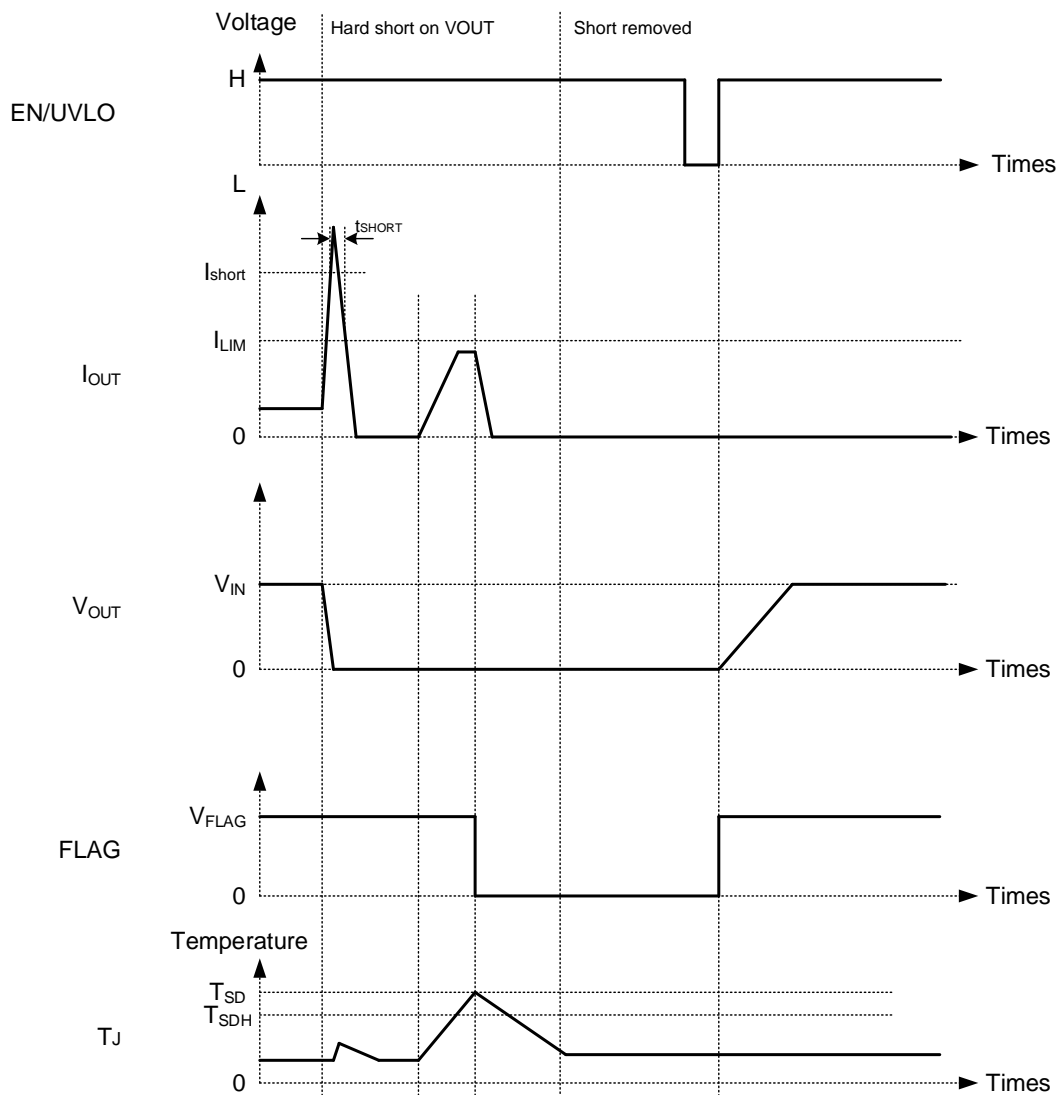 Voltage
Hard short on VOUT
Short removed
H
EN/UVLO
Times
L
tSHORT
Ishort
ILIM
IOUT
0
Times
VIN
VOUT
0
Times
VFLAG
FLAG
0
Times
Temperature
TSD
TSDH
TJ
0
Times